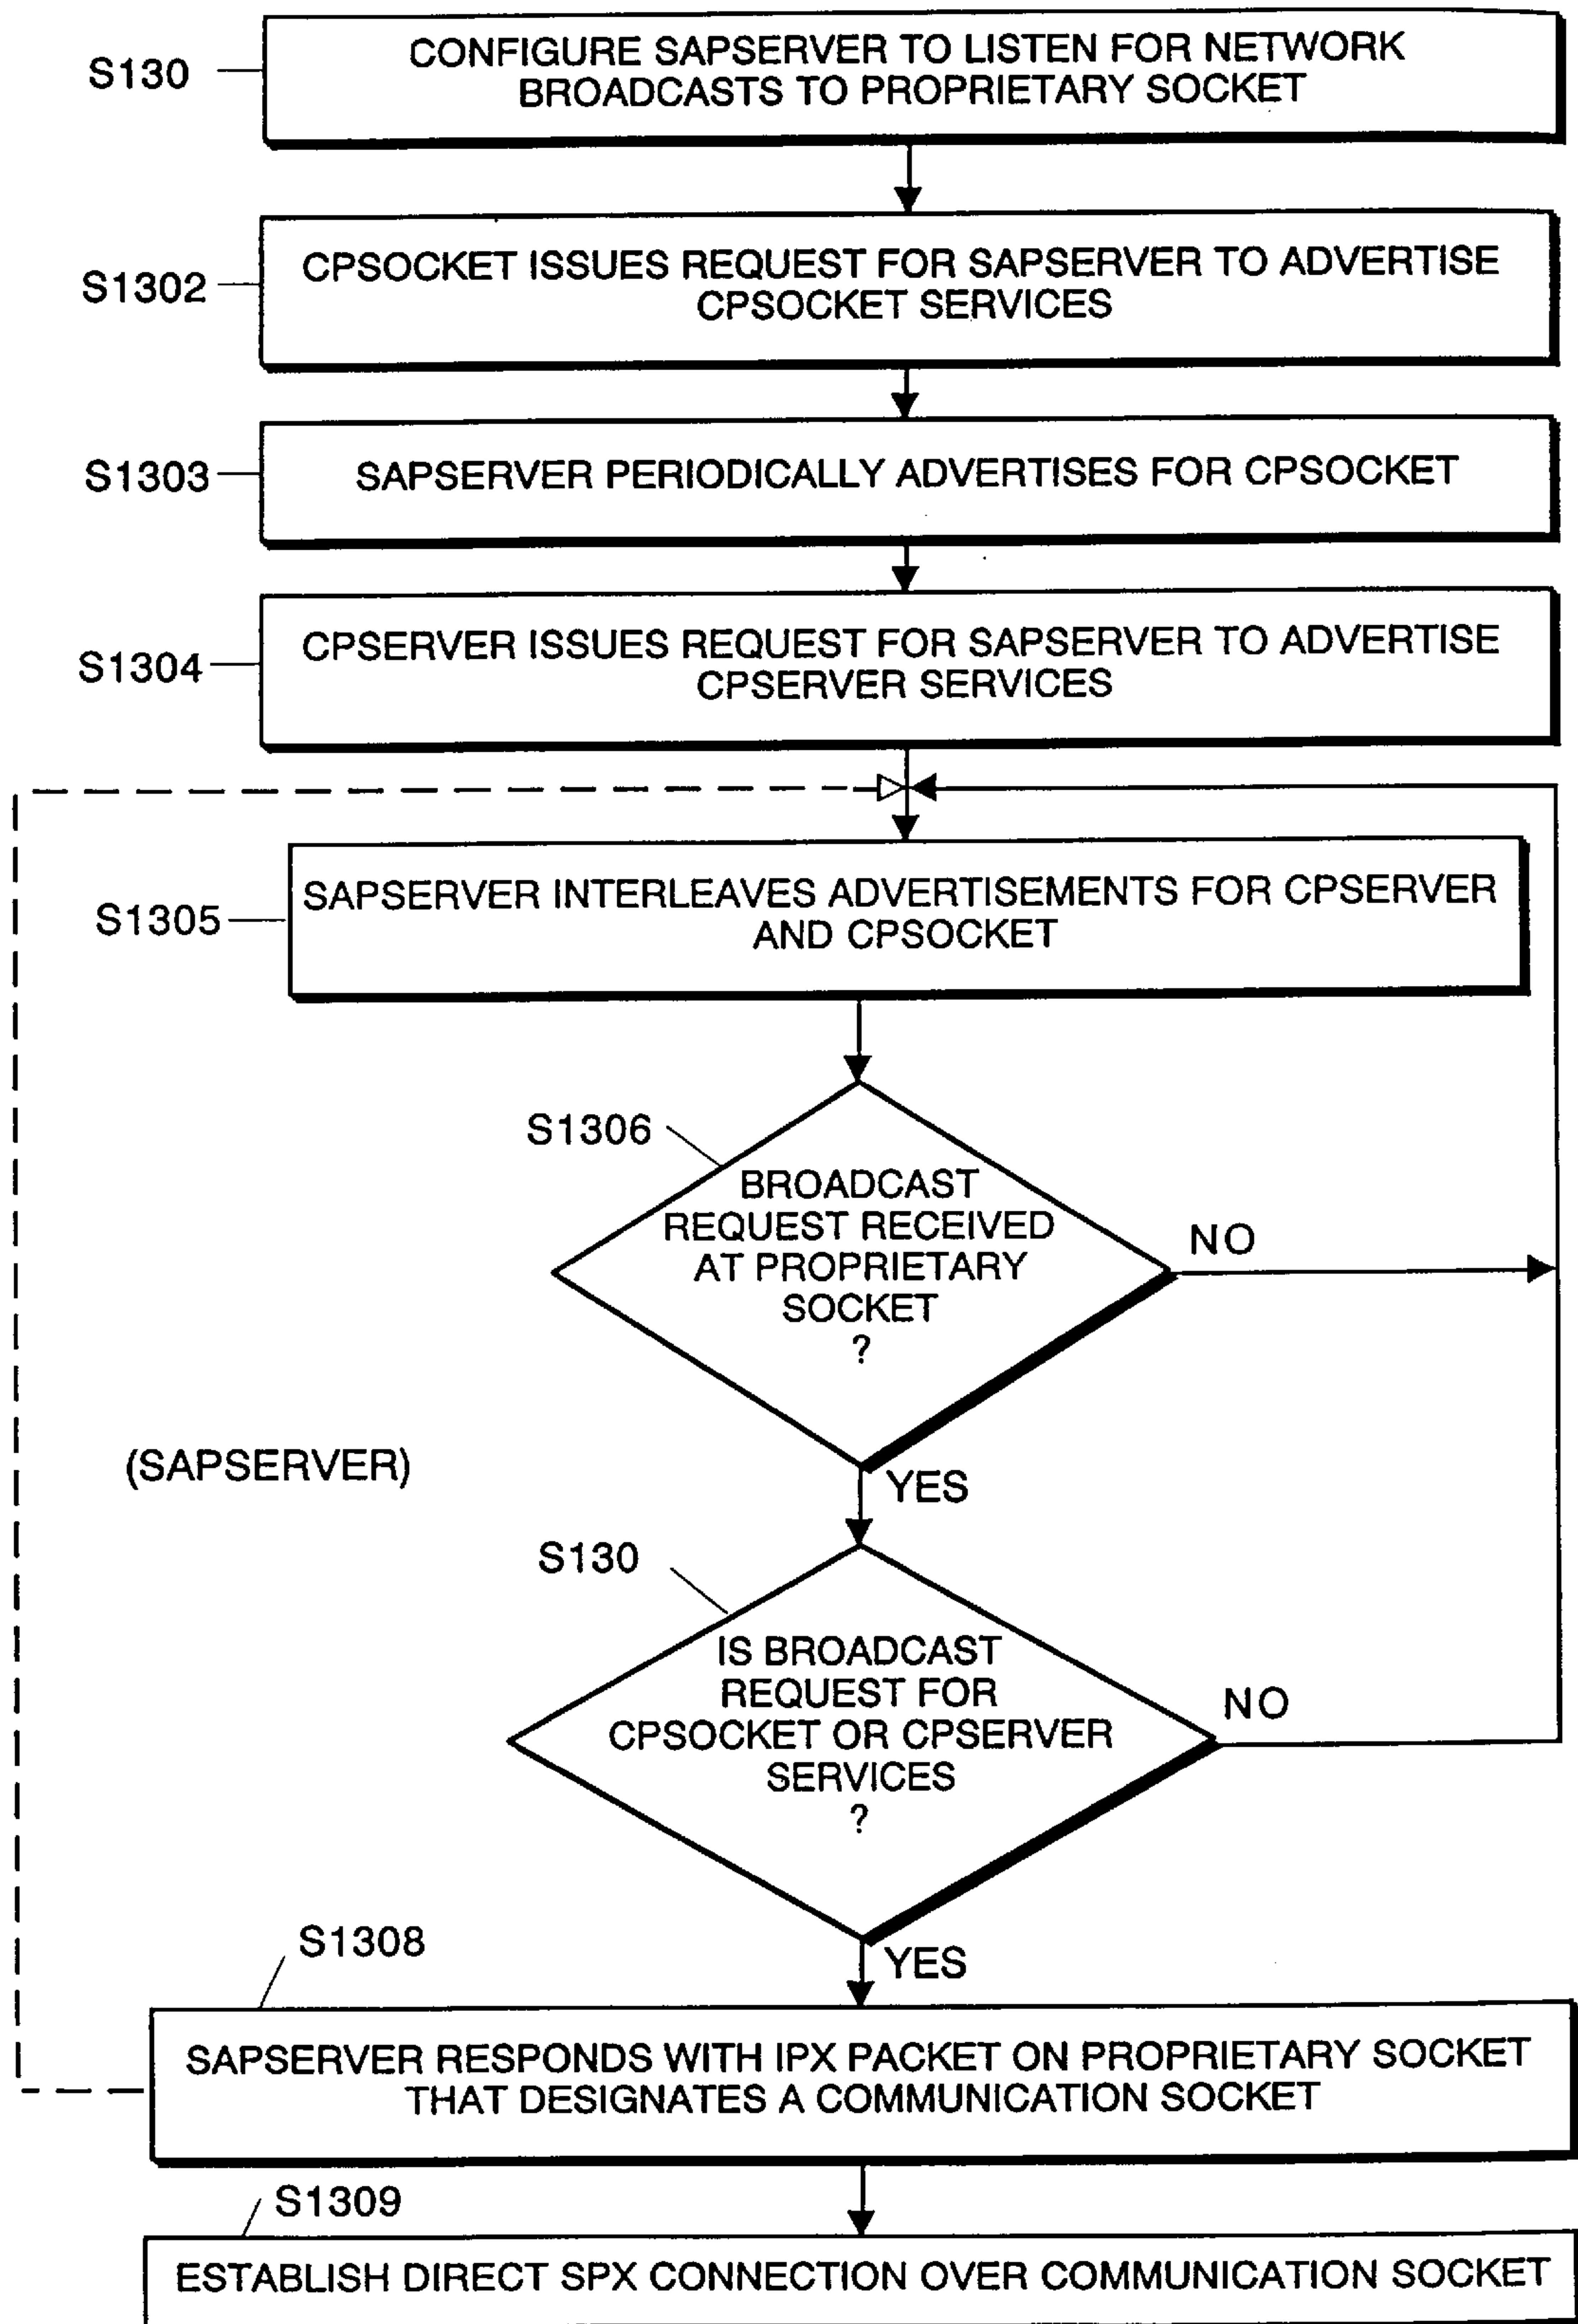 S130
CONFIGURE SAPSERVER TO LISTEN FOR NETWORK
BROADCASTS TO PROPRIETARY SOCKET
S1302
CPSOCKET ISSUES REQUEST FOR SAPSERVER TO ADVERTISE
CPSOCKET SERVICES
S1303
SAPSERVER PERIODICALLY ADVERTISES FOR CPSOCKET
S1304
CPSERVER ISSUES REQUEST FOR SAPSERVER TO ADVERTISE
CPSERVER SERVICES
S1305
SAPSERVER INTERLEAVES ADVERTISEMENTS FOR CPSERVER
AND CPSOCKET
S1306
BROADCAST
REQUEST RECEIVED
AT PROPRIETARY
SOCKET
?
NO
(SAPSERVER)
YES
S130
IS BROADCAST
REQUEST FOR
CPSOCKET OR CPSERVER
SERVICES
?
NO
YES
S1308
SAPSERVER RESPONDS WITH IPX PACKET ON PROPRIETARY SOCKET
THAT DESIGNATES A COMMUNICATION SOCKET
S1309
ESTABLISH DIRECT SPX CONNECTION OVER COMMUNICATION SOCKET